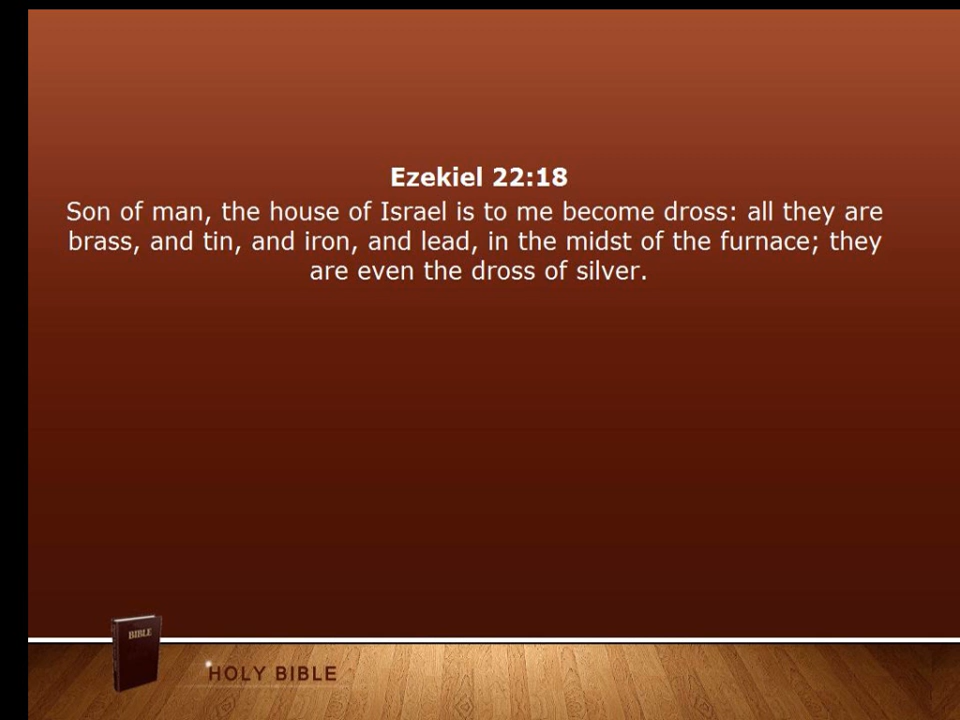 Ezekiel 22:18
Son of man, the house of Israel is to me become dross: all they are
brass, and tin, and iron, and lead, in the midst of the furnace; they
are even the dross of silver.
BIBLE
HOLY BIBLE